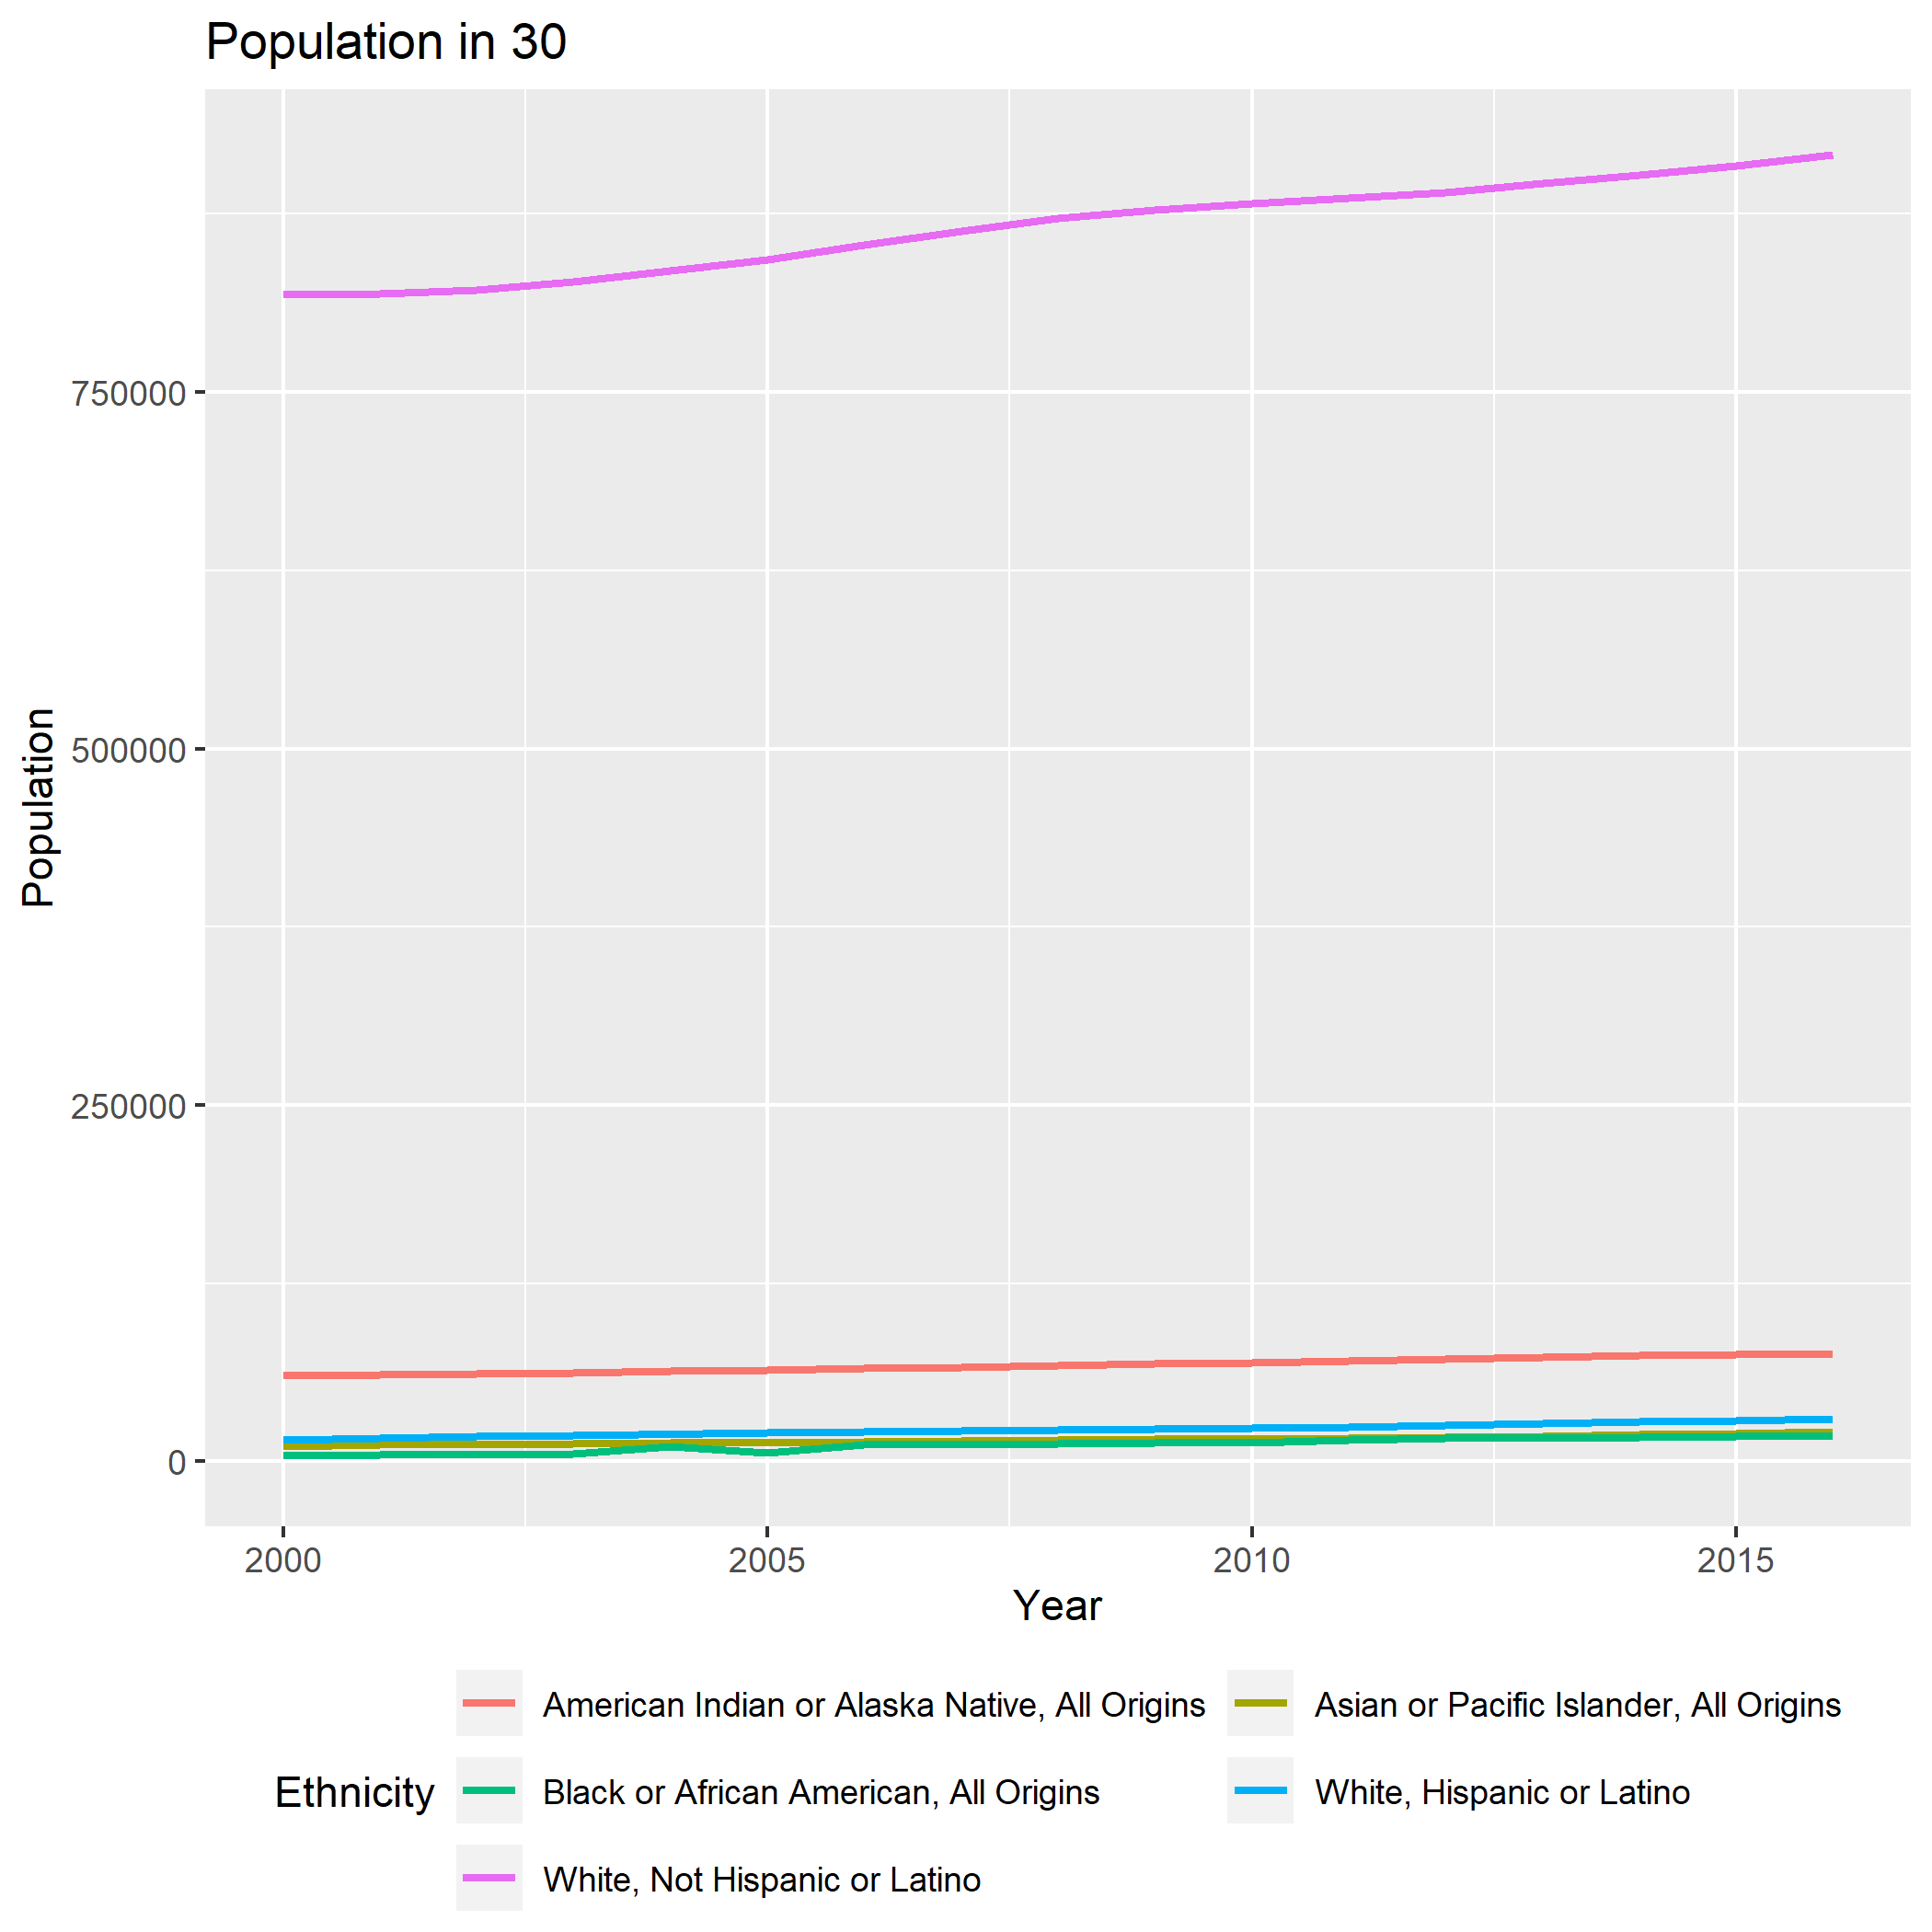 Population in 30
Population
750000
500000
250000
0
2000 2005 2010 2015
Year
Ethnicity
American Indian or Alaska Native, All Origins
Asian or Pacific Islander, All Origins
Black or African American, All Origins
White, Hispanic or Latino
White, Not Hispanic or Latino